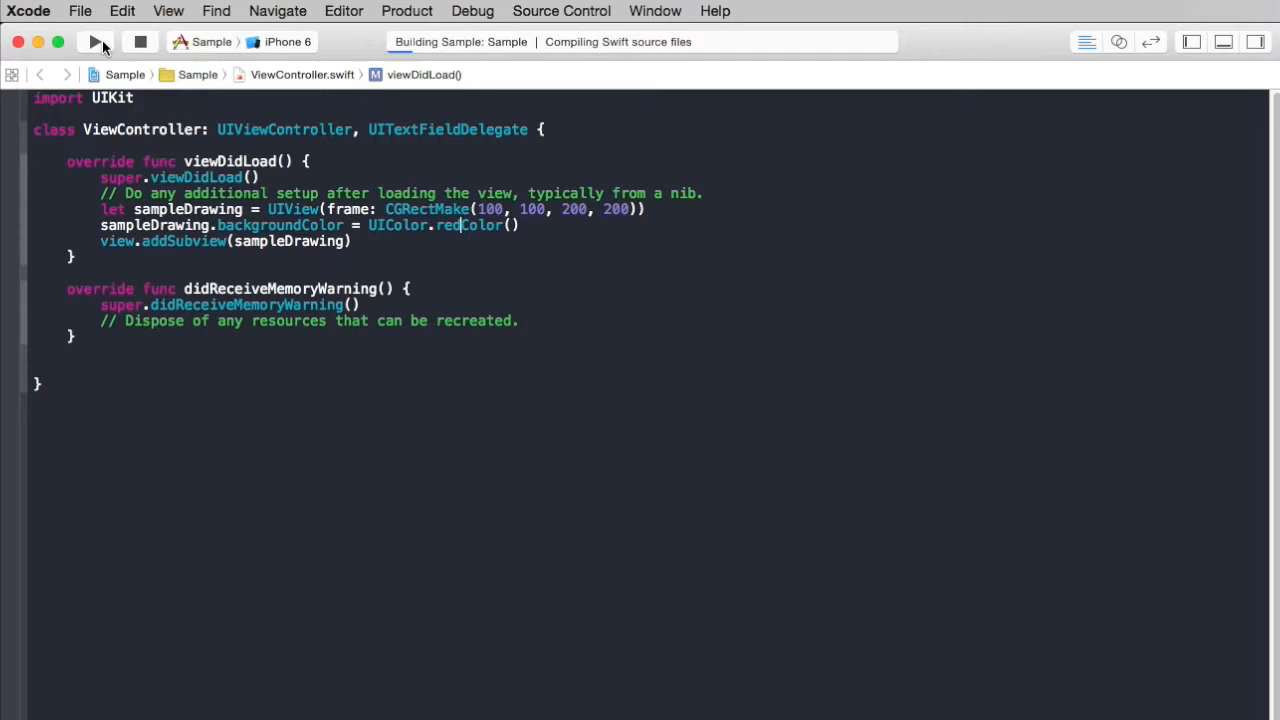 Xcode File Edit View Find Navigate Editor Product Debug Source Control Window Help
Sample iPhone 6 Building Sample: Sample Compiling Swift source files
Sample Sample ViewController.swift M viewDidLoad()
import UIKit
class ViewController: UIViewController, UITextFieldDelegate {
override func viewDidLoad() {
super.viewDidLoad()
// Do any additional setup after loading the view, typically from a nib.
let sampleDrawing = UIView(frame: CGRectMake(100, 100, 200, 200))
sampleDrawing.backgroundColor = UIColor.redColor()
view.addSubview(sampleDrawing)
}
override func didReceiveMemoryWarning() {
super.didReceiveMemoryWarning()
// Dispose of any resources that can be recreated.
}
}